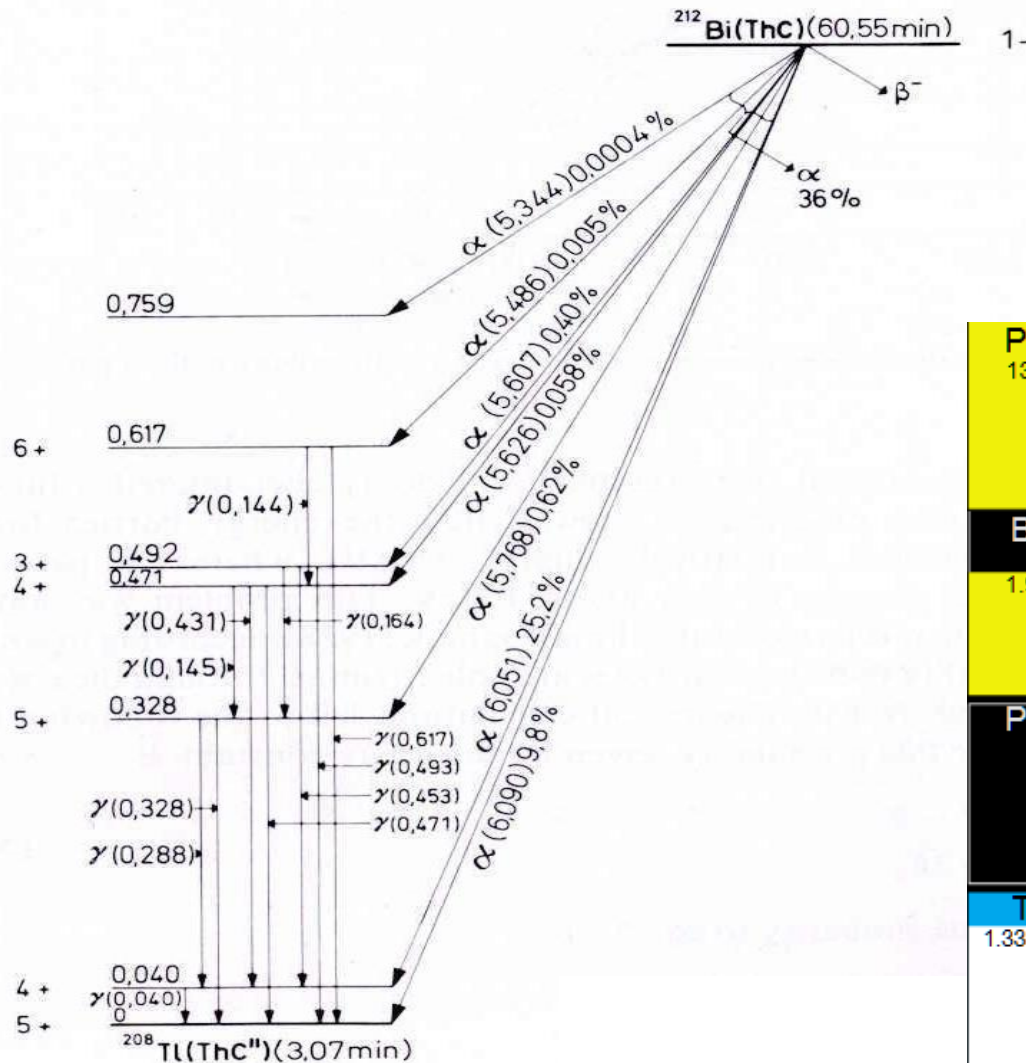 ²¹²Bi(ThC)(60,55min)
1-
β⁻
α
36%
α (5,344)0,0004%
α (5,486)0,005%
α (5,607)0,40%
α (5,626)0,058%
α (5,768)0,62%
α (6,051) 25,2%
α (6,090)9,8%
0,759
6+ 0,617
γ(0,144)
3+ 0,492
4+ 0,471
γ(0,431)
γ(0,164)
γ(0,145)
5+ 0,328
γ(0,617)
γ(0,493)
γ(0,453)
γ(0,328)
γ(0,471)
γ(0,288)
4+ 0,040
γ(0,040)
5+ 0
²⁰⁸Tl(ThC")(3,07min)
P
13
B
1.
P
T
1.33